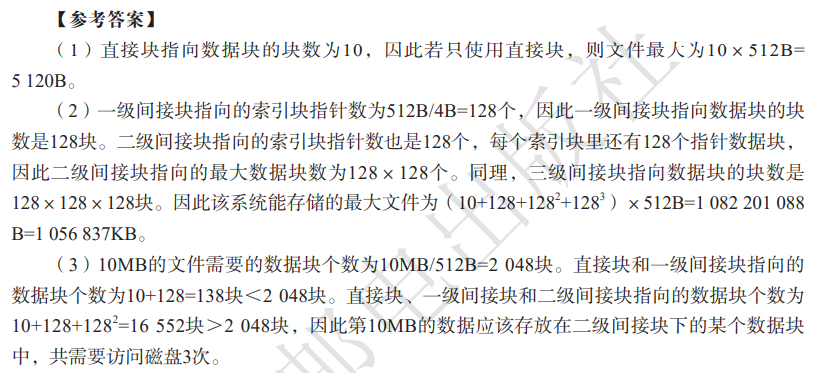 【参考答案】
（1）直接块指向数据块的块数为10，因此若只使用直接块，则文件最大为10×512B=
5 120B。
（2）一级间接块指向的索引块指针数为512B/4B=128个，因此一级间接块指向数据块的块
数是128块。二级间接块指向的索引块指针数也是128个，每个索引块里还有128个指针数据块，
因此二级间接块指向的最大数据块数为128×128个。同理，三级间接块指向数据块的块数是
128×128×128块。因此该系统能存储的最大文件为（10+128+128²+128³）×512B=1 082 201 088
B=1 056 837KB。
（3）10MB的文件需要的数据块个数为10MB/512B=2 048块。直接块和一级间接块指向的
数据块个数为10+128=138块＜2 048块。直接块、一级间接块和二级间接块指向的数据块个数为
10+128+128²=16 552块＞2 048块，因此第10MB的数据应该存放在二级间接块下的某个数据块
中，共需要访问磁盘3次。
邮电出版社